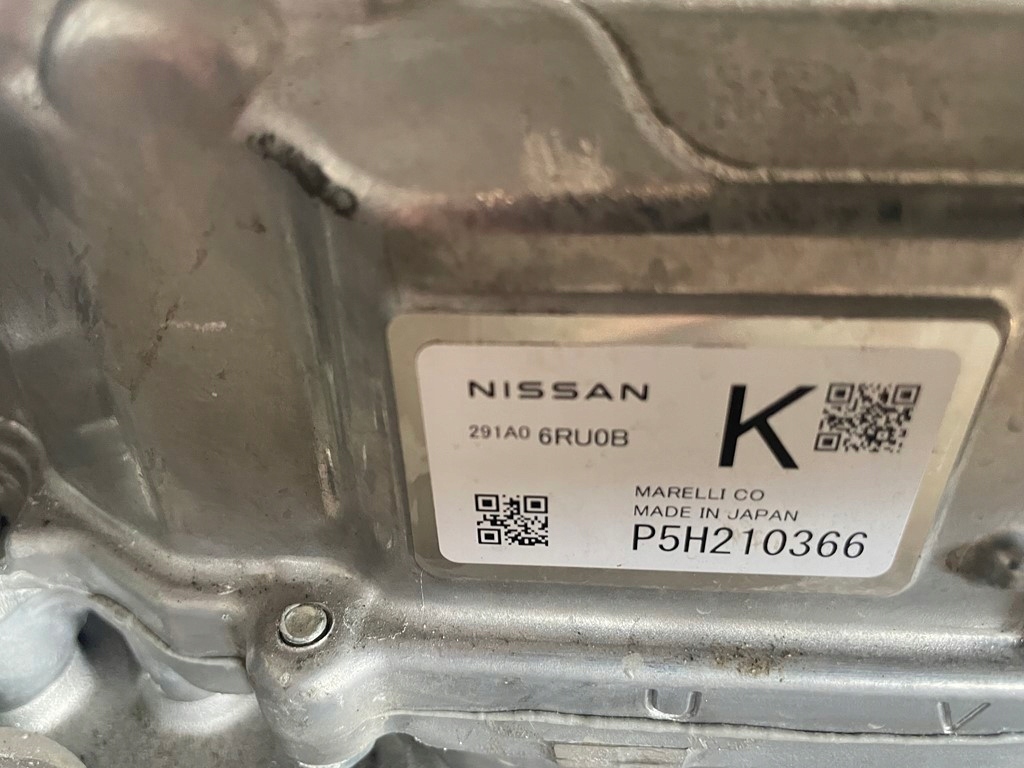 NISSAN
291A0 6RU0B
K
MARELLI CO
MADE IN JAPAN
P5H210366
U V